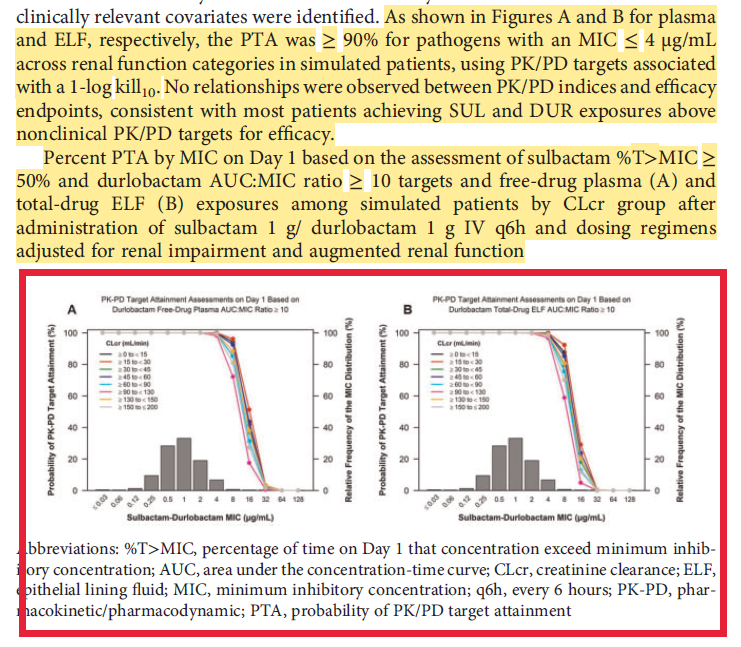 clinically relevant covariates were identified. As shown in Figures A and B for plasma
and ELF, respectively, the PTA was ≥ 90% for pathogens with an MIC ≤ 4 μg/mL
across renal function categories in simulated patients, using PK/PD targets associated
with a 1-log kill10. No relationships were observed between PK/PD indices and efficacy
endpoints, consistent with most patients achieving SUL and DUR exposures above
nonclinical PK/PD targets for efficacy.
Percent PTA by MIC on Day 1 based on the assessment of sulbactam %T>MIC ≥
50% and durlobactam AUC:MIC ratio ≥ 10 targets and free-drug plasma (A) and
total-drug ELF (B) exposures among simulated patients by CLcr group after
administration of sulbactam 1 g/ durlobactam 1 g IV q6h and dosing regimens
adjusted for renal impairment and augmented renal function
A
PK-PD Target Attainment Assessments on Day 1 Based on
Durlobactam Free-Drug Plasma AUC:MIC Ratio ≥ 10
Probability of PK-PD Target Attainment (%)
100
80
60
40
20
0
CLcr (mL/min)
≥ 0 to < 15
≥ 15 to < 30
≥ 30 to < 45
≥ 45 to < 60
≥ 60 to < 90
≥ 90 to < 130
≥ 130 to < 150
≥ 150 to ≤ 200
100
80
60
40
20
0
Relative Frequency of the MIC Distribution (%)
≤ 0.03 0.06 0.12 0.25 0.5 1 2 4 8 16 32 64 128
Sulbactam-Durlobactam MIC (μg/mL)
B
PK-PD Target Attainment Assessments on Day 1 Based on
Durlobactam Total-Drug ELF AUC:MIC Ratio ≥ 10
Probability of PK-PD Target Attainment (%)
100
80
60
40
20
0
CLcr (mL/min)
≥ 0 to < 15
≥ 15 to < 30
≥ 30 to < 45
≥ 45 to < 60
≥ 60 to < 90
≥ 90 to < 130
≥ 130 to < 150
≥ 150 to ≤ 200
100
80
60
40
20
0
Relative Frequency of the MIC Distribution (%)
≤ 0.03 0.06 0.12 0.25 0.5 1 2 4 8 16 32 64 128
Sulbactam-Durlobactam MIC (μg/mL)
Abbreviations: %T>MIC, percentage of time on Day 1 that concentration exceed minimum inhib-
itory concentration; AUC, area under the concentration-time curve; CLcr, creatinine clearance; ELF,
epithelial lining fluid; MIC, minimum inhibitory concentration; q6h, every 6 hours; PK-PD, phar-
macokinetic/pharmacodynamic; PTA, probability of PK/PD target attainment